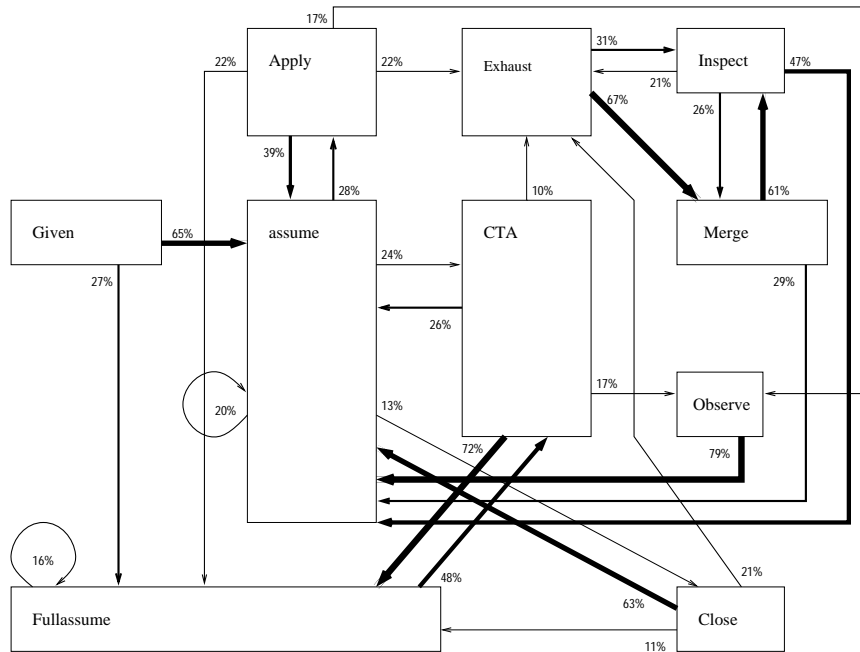 17%
22%
Apply
22%
Exhaust
31%
21%
Inspect
47%
67%
26%
39%
28%
10%
61%
Given
65%
assume
CTA
Merge
24%
27%
26%
29%
20%
13%
17%
Observe
72%
79%
16%
48%
63%
21%
Fullassume
Close
11%